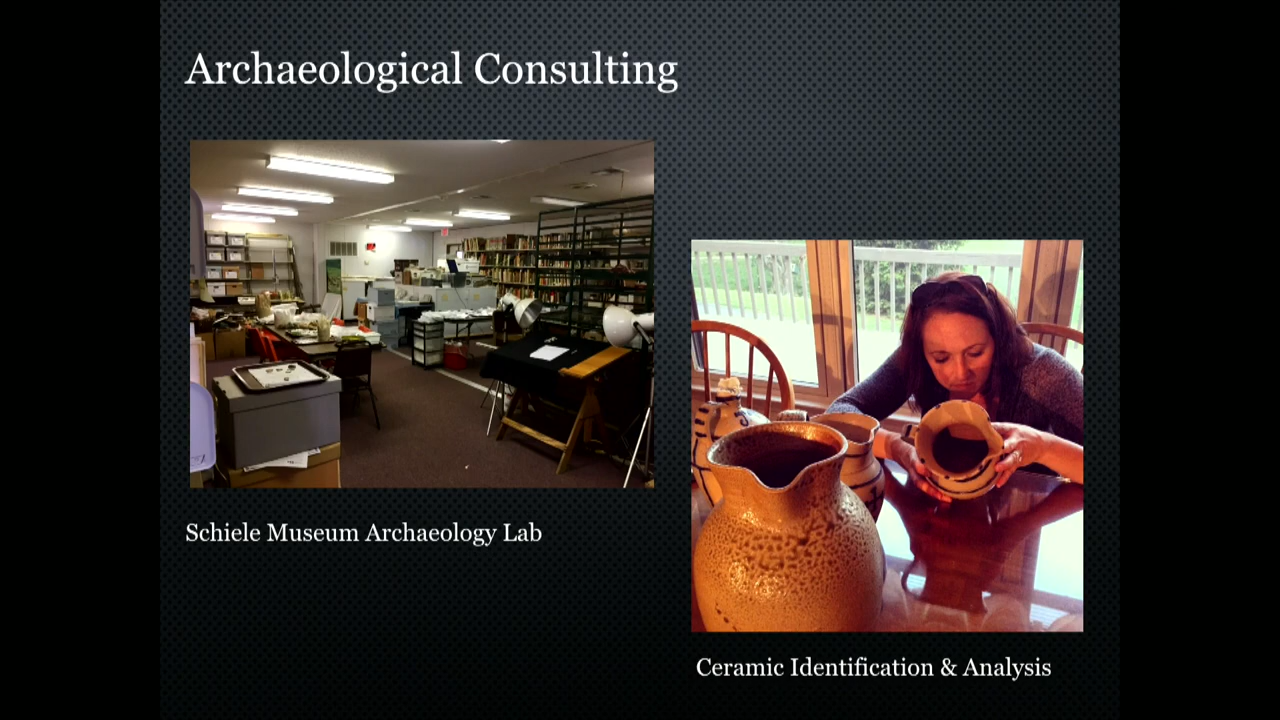 Archaeological Consulting
Schiele Museum Archaeology Lab
Ceramic Identification & Analysis